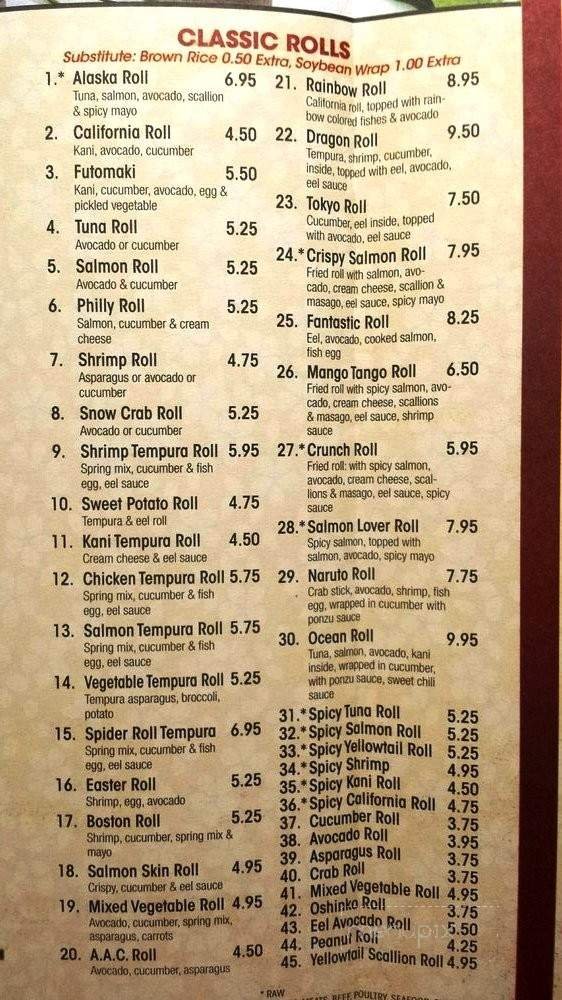 CLASSIC ROLLS
Substitute: Brown Rice 0.50 Extra, Soybean Wrap 1.00 Extra
1.* Alaska Roll 6.95
Tuna, salmon, avocado, scallion
& spicy mayo
2. California Roll 4.50
Kani, avocado, cucumber
3. Futomaki 5.50
Kani, cucumber, avocado, egg &
pickled vegetable
4. Tuna Roll 5.25
Avocado or cucumber
5. Salmon Roll 5.25
Avocado & cucumber
6. Philly Roll 5.25
Salmon, cucumber & cream
cheese
7. Shrimp Roll 4.75
Asparagus or avocado or
cucumber
8. Snow Crab Roll 5.25
Avocado or cucumber
9. Shrimp Tempura Roll 5.95
Spring mix, cucumber & fish
egg, eel sauce
10. Sweet Potato Roll 4.75
Tempura & eel roll
11. Kani Tempura Roll 4.50
Cream cheese & eel sauce
12. Chicken Tempura Roll 5.75
Spring mix, cucumber & fish
egg, eel sauce
13. Salmon Tempura Roll 5.75
Spring mix, cucumber & fish
egg, eel sauce
14. Vegetable Tempura Roll 5.25
Tempura asparagus, broccoli,
potato
15. Spider Roll Tempura 6.95
Spring mix, cucumber & fish
egg, eel sauce
16. Easter Roll 5.25
Shrimp, egg, avocado
17. Boston Roll 5.25
Shrimp, cucumber, spring mix &
mayo
18. Salmon Skin Roll 4.95
Crispy, cucumber & eel sauce
19. Mixed Vegetable Roll 4.95
Avocado, cucumber, spring mix,
asparagus, carrots
20. A.A.C. Roll 4.50
Avocado, cucumber, asparagus
21. Rainbow Roll 8.95
California roll, topped with rain-
bow colored fishes & avocado
22. Dragon Roll 9.50
Tempura, shrimp, cucumber,
inside, topped with eel, avocado,
eel sauce
23. Tokyo Roll 7.50
Cucumber, eel inside, topped
with avocado, eel sauce
24.* Crispy Salmon Roll 7.95
Fried roll with salmon, avo-
cado, cream cheese, scallion &
masago, eel sauce, spicy mayo
25. Fantastic Roll 8.25
Eel, avocado, cooked salmon,
fish egg
26. Mango Tango Roll 6.50
Fried roll with spicy salmon, avo-
cado, cream cheese, scallions
& masago, eel sauce, shrimp
sauce
27.* Crunch Roll 5.95
Fried roll: with spicy salmon,
avocado, cream cheese, scal-
lions & masago, eel sauce, spicy
sauce
28.* Salmon Lover Roll 7.95
Spicy salmon, topped with
salmon, avocado, spicy mayo
29. Naruto Roll 7.75
Crab stick, avocado, shrimp, fish
egg, wrapped in cucumber with
ponzu sauce
30. Ocean Roll 9.95
Tuna, salmon, avocado, kani
inside, wrapped in cucumber,
with ponzu sauce, sweet chili
sauce
31.* Spicy Tuna Roll 5.25
32.* Spicy Salmon Roll 5.25
33.* Spicy Yellowtail Roll 5.25
34.* Spicy Shrimp 4.95
35.* Spicy Kani Roll 4.50
36.* Spicy California Roll 4.75
37. Cucumber Roll 3.75
38. Avocado Roll 3.95
39. Asparagus Roll 3.75
40. Crab Roll 3.75
41. Mixed Vegetable Roll 4.95
42. Oshinko Roll 3.75
43. Eel Avocado Roll 5.50
44. Peanut Roll 4.25
45. Yellowtail Scallion Roll 4.95
* RAW
MEATS, BEEF, POULTRY, SEAFOOD